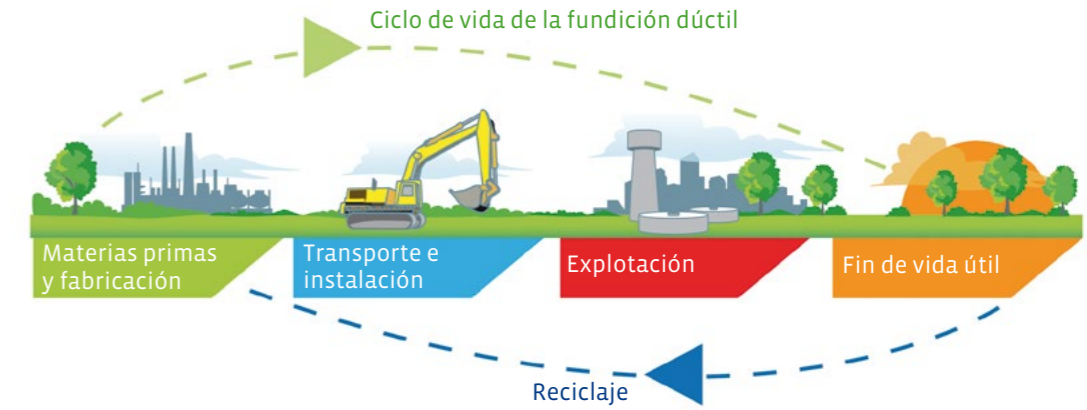 Ciclo de vida de la fundición dúctil
Materias primas
y fabricación
Transporte e
instalación
Explotación
Fin de vida útil
Reciclaje